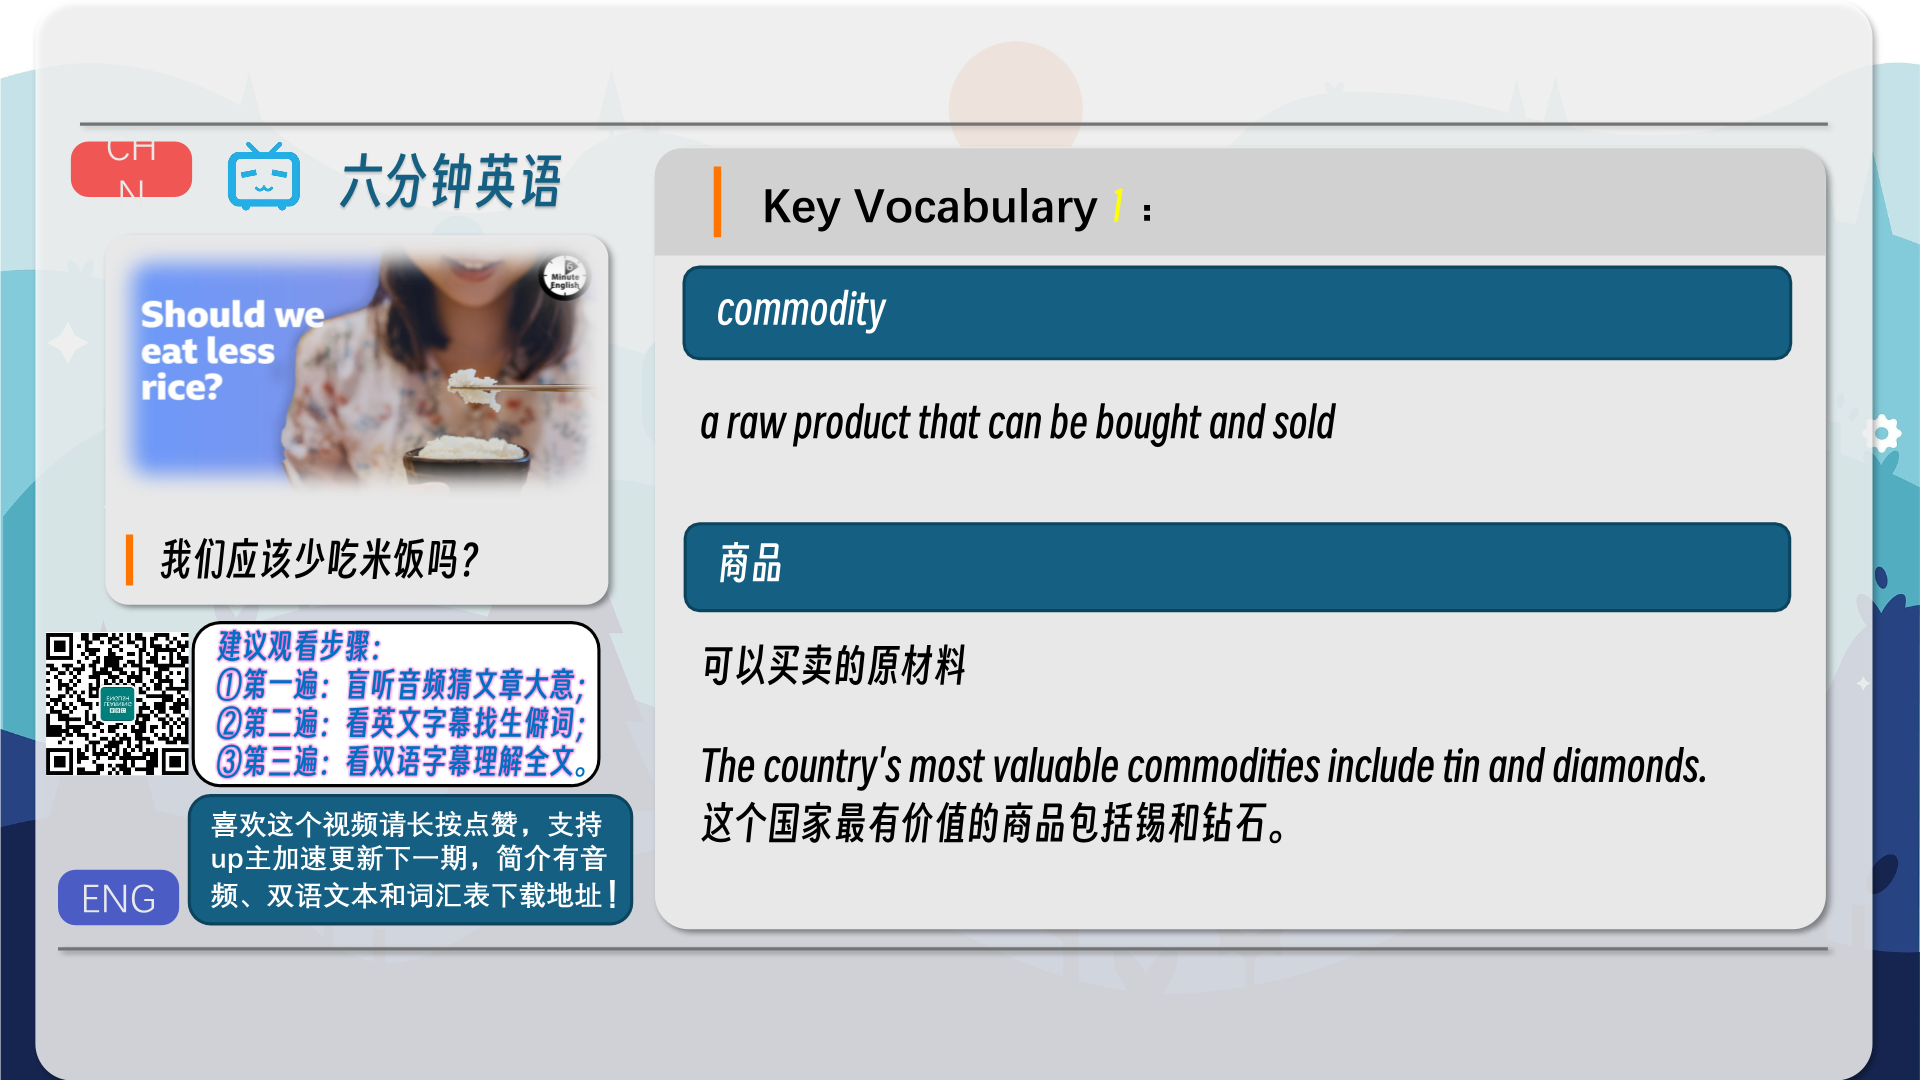 CH
N
六分钟英语
Should we
eat less
rice?
6
Minute
English
我们应该少吃米饭吗？
建议观看步骤：
①第一遍：盲听音频猜文章大意；
②第二遍：看英文字幕找生僻词；
③第三遍：看双语字幕理解全文。
喜欢这个视频请长按点赞，支持
up主加速更新下一期，简介有音
频、双语文本和词汇表下载地址！
ENG
Key Vocabulary 1：
commodity
a raw product that can be bought and sold
商品
可以买卖的原材料
The country's most valuable commodities include tin and diamonds.
这个国家最有价值的商品包括锡和钻石。